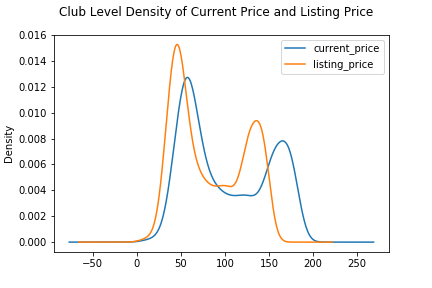 Club Level Density of Current Price and Listing Price
current_price
listing_price
Density
0.016
0.014
0.012
0.010
0.008
0.006
0.004
0.002
0.000
−50 0 50 100 150 200 250